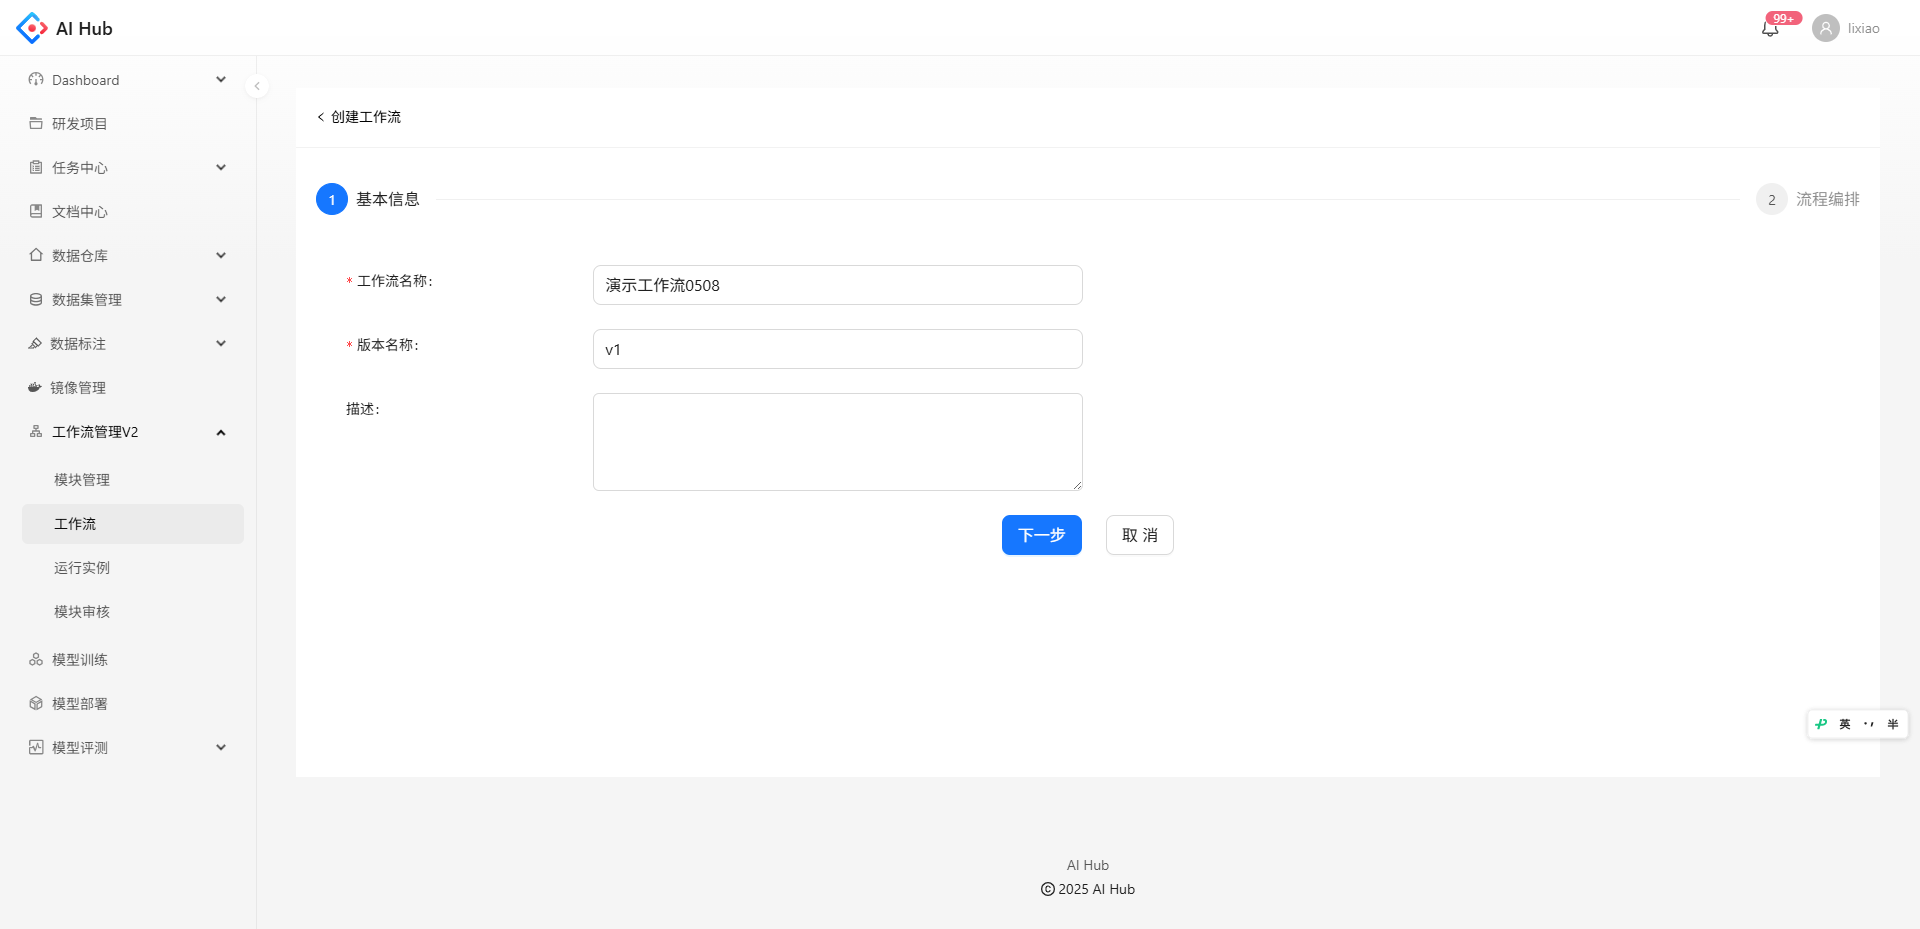 AI Hub
99+
lixiao
Dashboard
研发项目
任务中心
文档中心
数据仓库
数据集管理
数据标注
镜像管理
工作流管理V2
模块管理
工作流
运行实例
模块审核
模型训练
模型部署
模型评测
创建工作流
1 基本信息
2 流程编排
* 工作流名称:
演示工作流0508
* 版本名称:
v1
描述:
下一步
取 消
英 半
AI Hub
© 2025 AI Hub